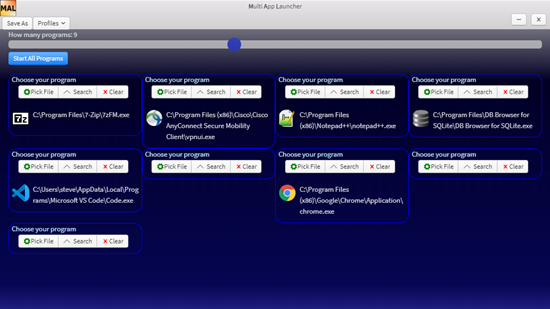 MAL
Multi App Launcher
Save As
Profiles
How many programs: 9
Start All Programs
Choose your program
Pick File Search Clear
C:\Program Files\7-Zip\7zFM.exe
Choose your program
Pick File Search Clear
C:\Program Files (x86)\Cisco\Cisco
AnyConnect Secure Mobility
Client\vpnui.exe
Choose your program
Pick File Search Clear
C:\Program Files
(x86)\Notepad++\notepad++.exe
Choose your program
Pick File Search Clear
C:\Program Files\DB Browser for
SQLite\DB Browser for SQLite.exe
Choose your program
Pick File Search Clear
C:\Users\steve\AppData\Local\Prog
rams\Microsoft VS Code\Code.exe
Choose your program
Pick File Search Clear
Choose your program
Pick File Search Clear
C:\Program Files
(x86)\Google\Chrome\Application\
chrome.exe
Choose your program
Pick File Search Clear
Choose your program
Pick File Search Clear